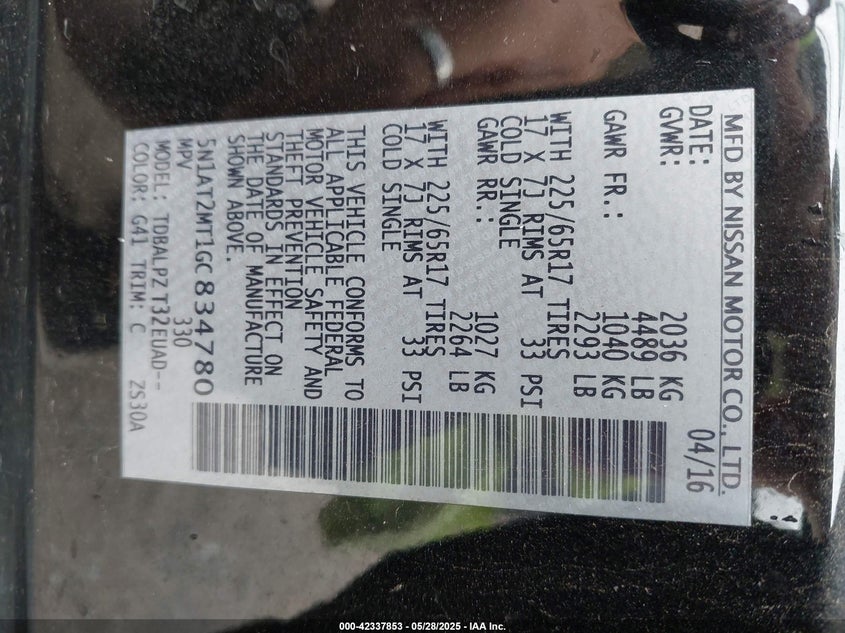 MFD BY NISSAN MOTOR CO., LTD.
DATE: 04/16
GVWR: 2036 KG
4489 LB
GAWR FR.: 1040 KG
2293 LB
WITH 225/65R17 TIRES
17 X 7J RIMS AT 33 PSI
COLD SINGLE
GAWR RR.: 1027 KG
2264 LB
WITH 225/65R17 TIRES
17 X 7J RIMS AT 33 PSI
COLD SINGLE
THIS VEHICLE CONFORMS TO
ALL APPLICABLE FEDERAL
MOTOR VEHICLE SAFETY AND
THEFT PREVENTION
STANDARDS IN EFFECT ON
THE DATE OF MANUFACTURE
SHOWN ABOVE.
5N1AT2MT1GC834780
MPV 330
MODEL: TDBALPZ T32EUAD--
COLOR: G41 TRIM: C 2S30A
000-42337853 - 05/28/2025 - IAA Inc.